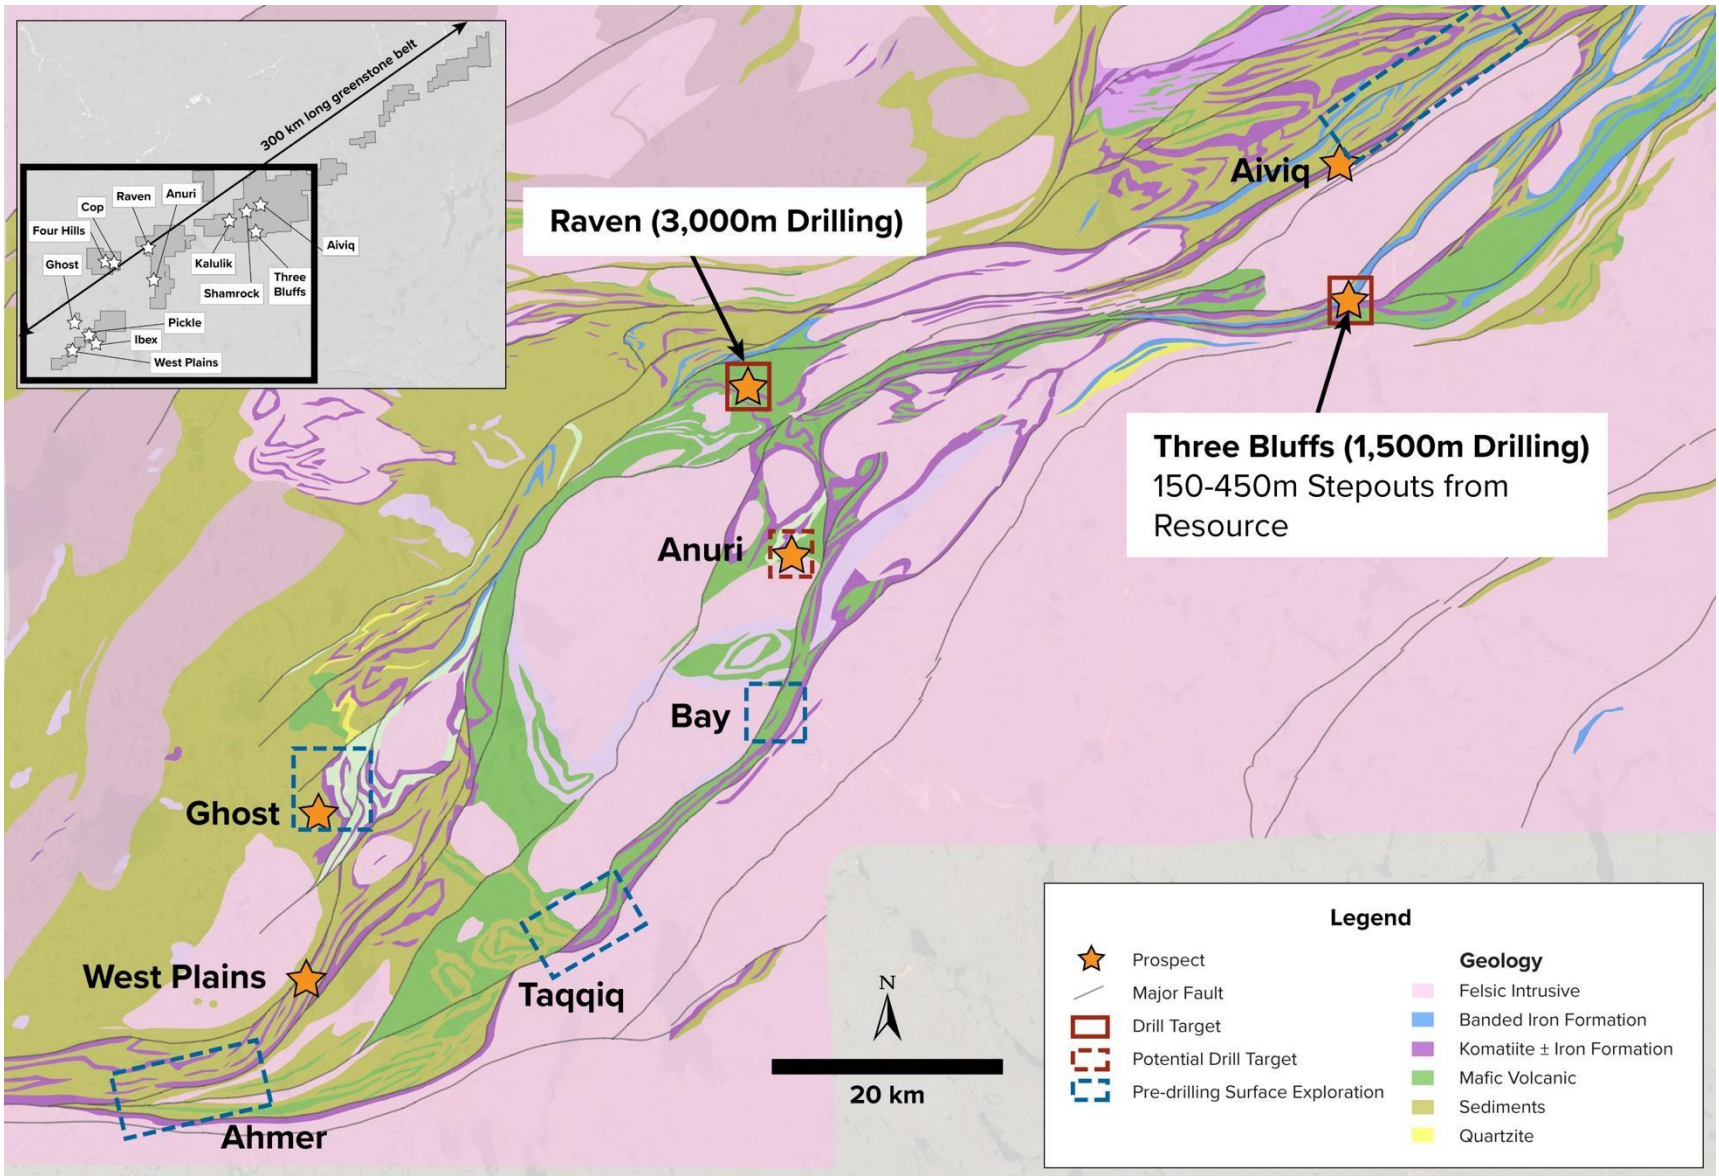 300 km long greenstone belt
Raven
Anuri
Cop
Four Hills
Ghost
Kalulik
Aiviq
Shamrock
Three
Bluffs
Pickle
Ibex
West Plains
Aiviq
Raven (3,000m Drilling)
Three Bluffs (1,500m Drilling)
150-450m Stepouts from
Resource
Anuri
Bay
Ghost
West Plains
Taqqiq
Ahmer
N
20 km
Legend
Prospect
Major Fault
Drill Target
Potential Drill Target
Pre-drilling Surface Exploration
Geology
Felsic Intrusive
Banded Iron Formation
Komatiite ± Iron Formation
Mafic Volcanic
Sediments
Quartzite